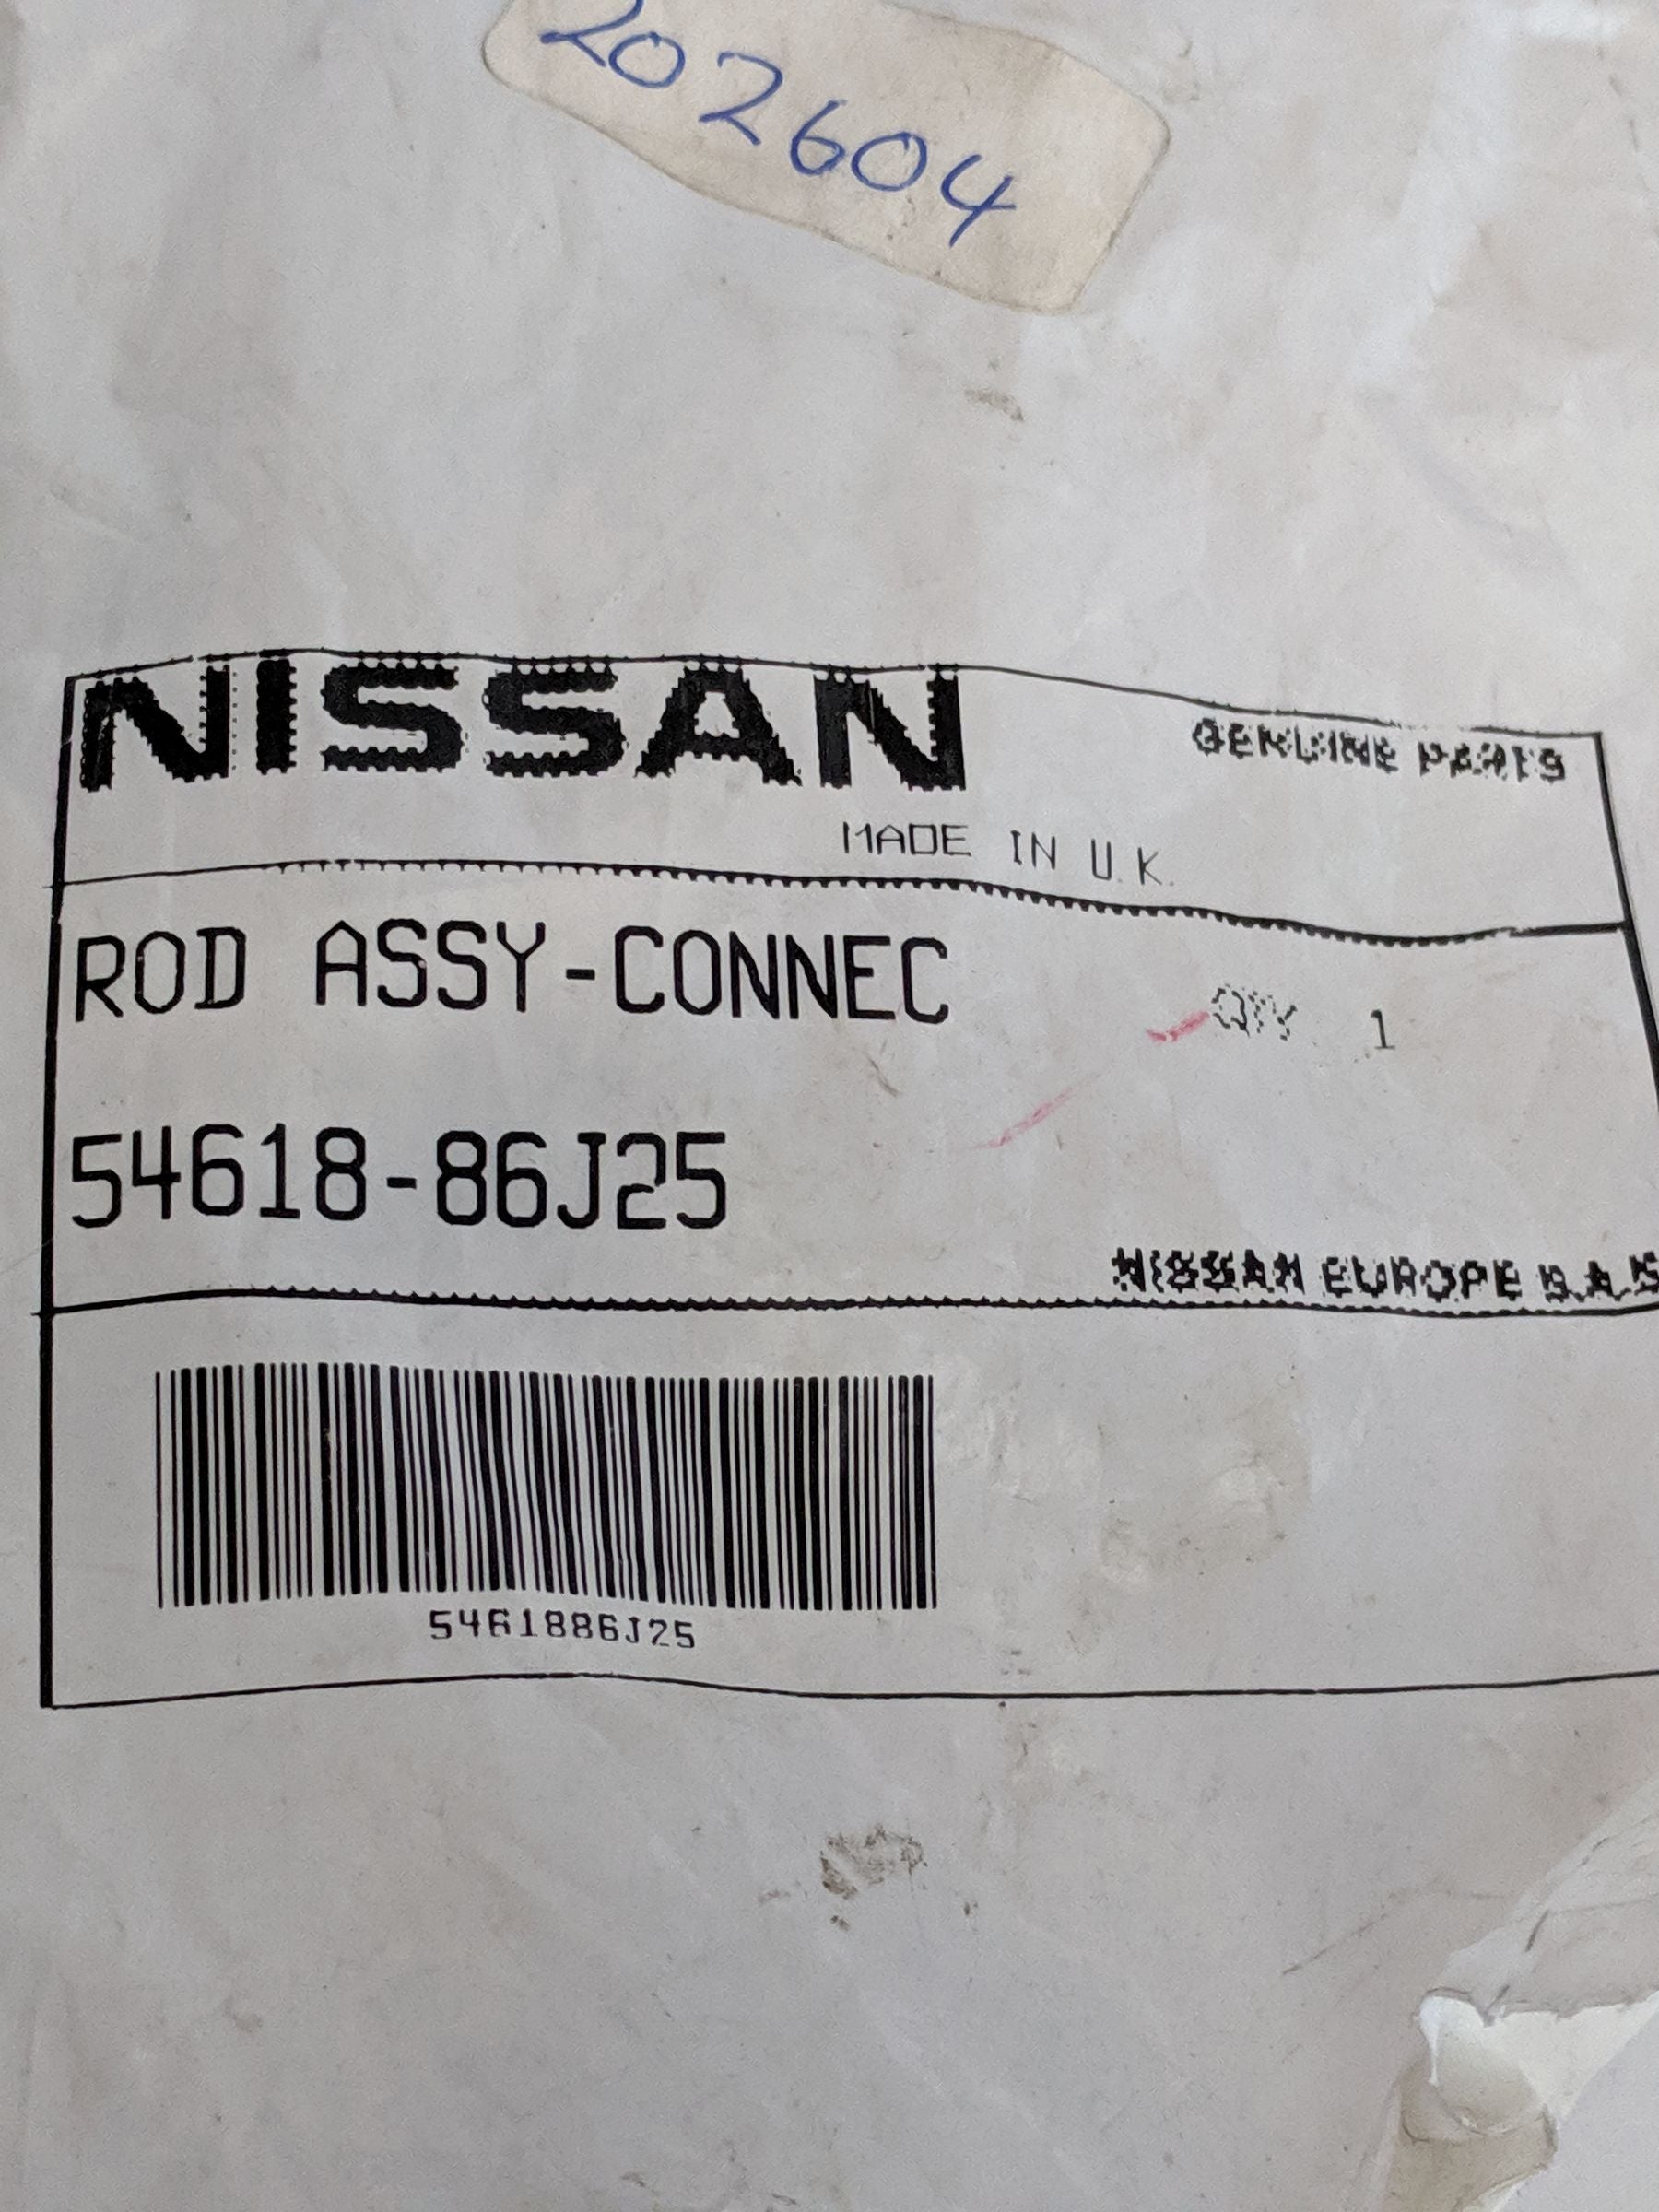 202604
NISSAN
GENUINE PARTS
MADE IN U.K.
ROD ASSY-CONNEC
QTY 1
54618-86J25
NISSAN EUROPE S.A.S
5461886J25